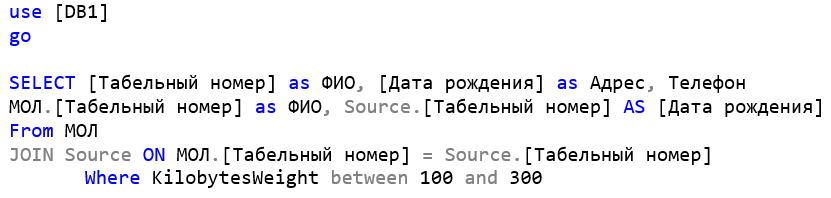 use [DB1]
go
SELECT [Табельный номер] as ФИО, [Дата рождения] as Адрес, Телефон
МОЛ.[Табельный номер] as ФИО, Source.[Табельный номер] AS [Дата рождения]
From МОЛ
JOIN Source ON МОЛ.[Табельный номер] = Source.[Табельный номер]
Where KilobytesWeight between 100 and 300